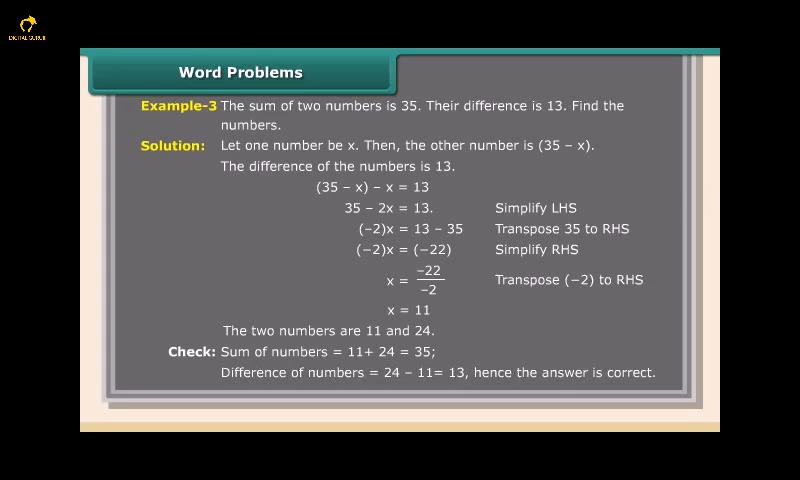 DIGITAL GURUJI
Word Problems
Example-3 The sum of two numbers is 35. Their difference is 13. Find the
numbers.
Solution: Let one number be x. Then, the other number is (35 – x).
The difference of the numbers is 13.
(35 – x) – x = 13
35 – 2x = 13. Simplify LHS
(–2)x = 13 – 35 Transpose 35 to RHS
(−2)x = (−22) Simplify RHS
x = –22/–2 Transpose (−2) to RHS
x = 11
The two numbers are 11 and 24.
Check: Sum of numbers = 11+ 24 = 35;
Difference of numbers = 24 – 11= 13, hence the answer is correct.